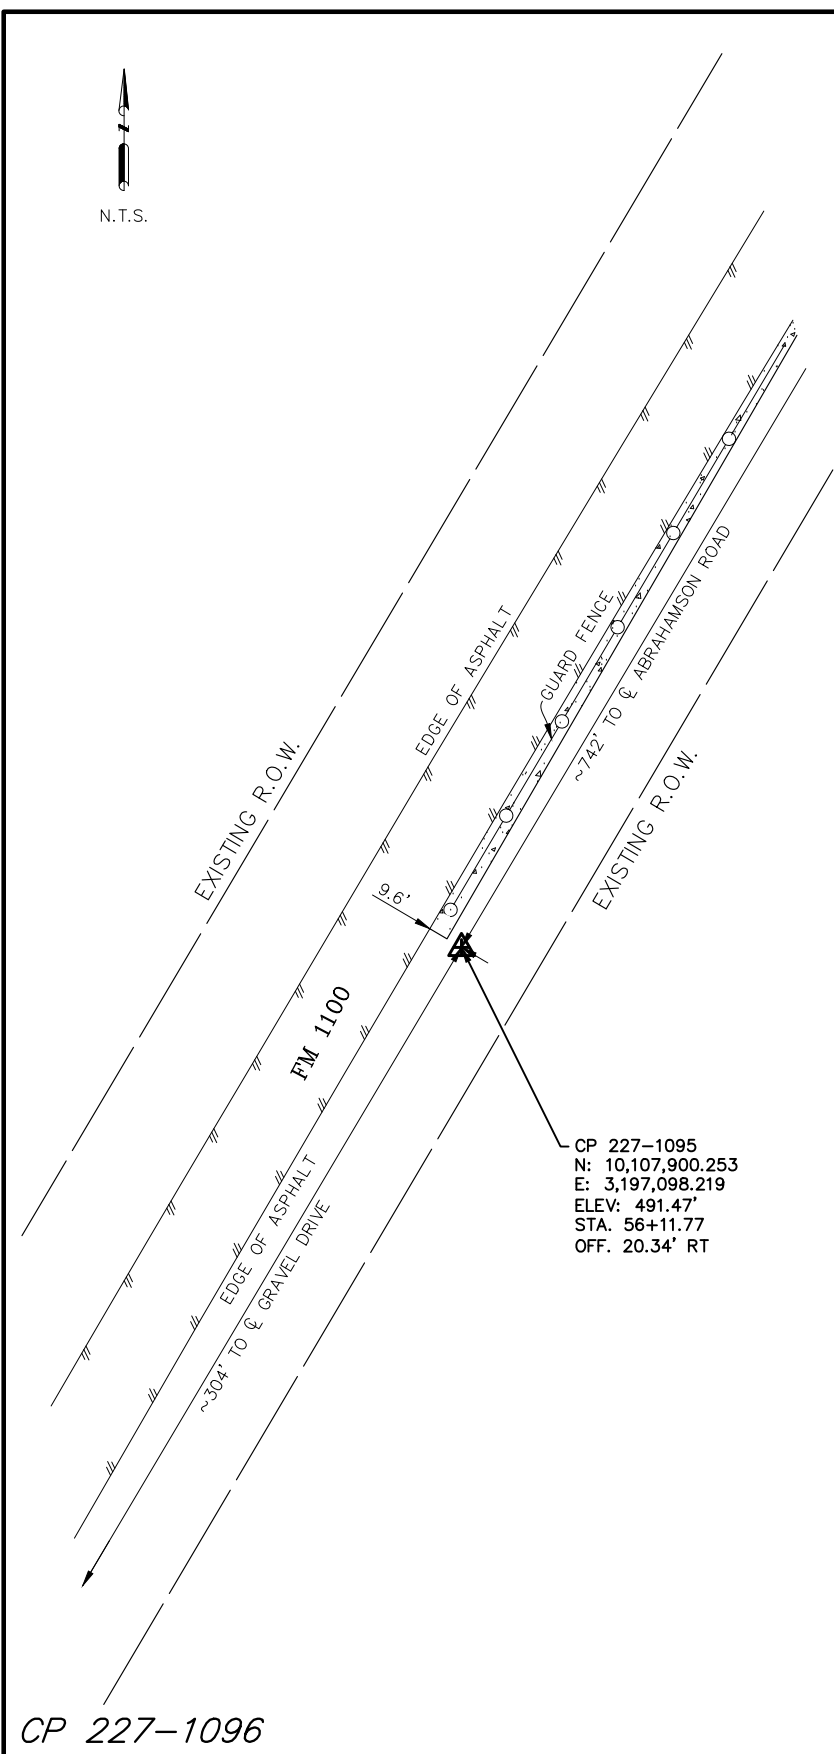 N.T.S.
EXISTING R.O.W.
EDGE OF ASPHALT
GUARD FENCE
~742' TO ℄ ABRAHAMSON ROAD
EXISTING R.O.W.
9.6'
FM 1100
CP 227-1095
N: 10,107,900.253
E: 3,197,098.219
ELEV: 491.47'
STA. 56+11.77
OFF. 20.34' RT
EDGE OF ASPHALT
~304' TO ℄ GRAVEL DRIVE
CP 227-1096